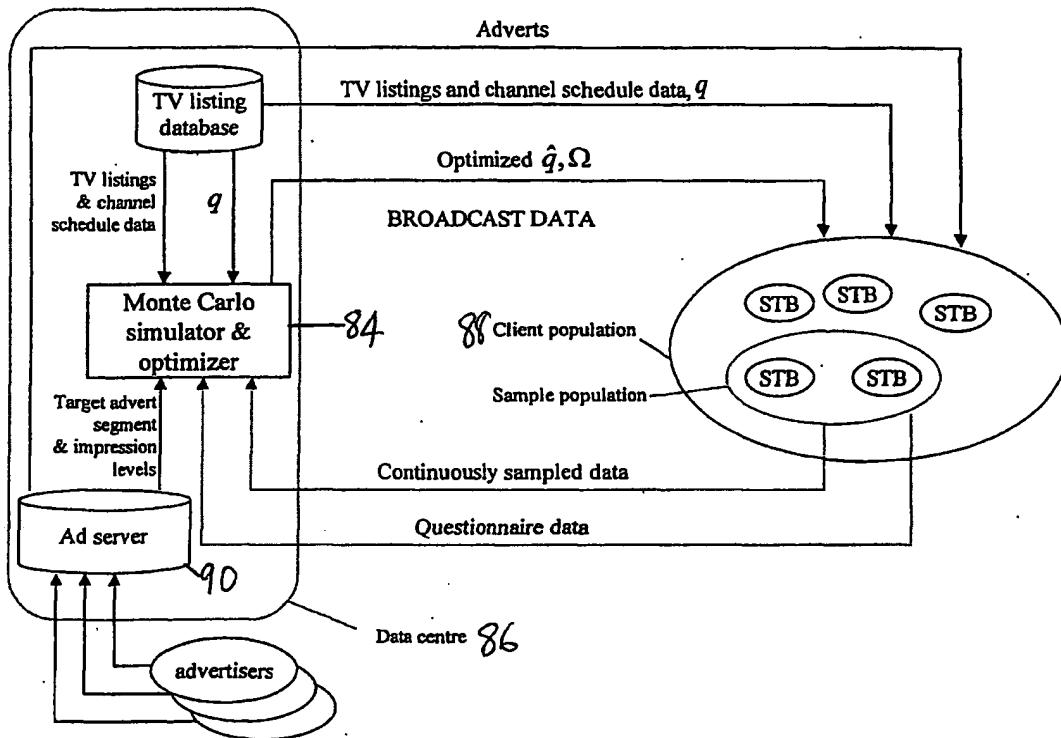 Adverts
TV listing
database
TV listings and channel schedule data, q
TV listings
& channel
schedule data
q
Optimized q̂, Ω
BROADCAST DATA
Monte Carlo
simulator &
optimizer
84
88 Client population
STB
STB
STB
Sample population
STB
STB
Target advert
segment
& impression
levels
Continuously sampled data
Questionnaire data
Ad server
90
Data centre 86
advertisers